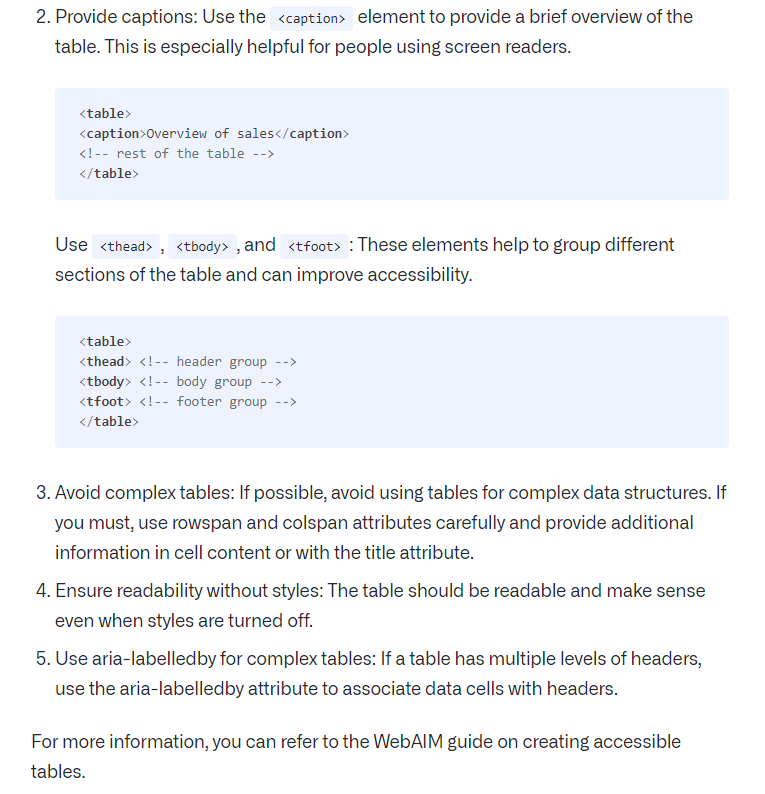 2. Provide captions: Use the <caption> element to provide a brief overview of the
table. This is especially helpful for people using screen readers.
<table>
<caption>Overview of sales</caption>
<!-- rest of the table -->
</table>
Use <thead>, <tbody>, and <tfoot>: These elements help to group different
sections of the table and can improve accessibility.
<table>
<thead> <!-- header group -->
<tbody> <!-- body group -->
<tfoot> <!-- footer group -->
</table>
3. Avoid complex tables: If possible, avoid using tables for complex data structures. If
you must, use rowspan and colspan attributes carefully and provide additional
information in cell content or with the title attribute.
4. Ensure readability without styles: The table should be readable and make sense
even when styles are turned off.
5. Use aria-labelledby for complex tables: If a table has multiple levels of headers,
use the aria-labelledby attribute to associate data cells with headers.
For more information, you can refer to the WebAIM guide on creating accessible
tables.